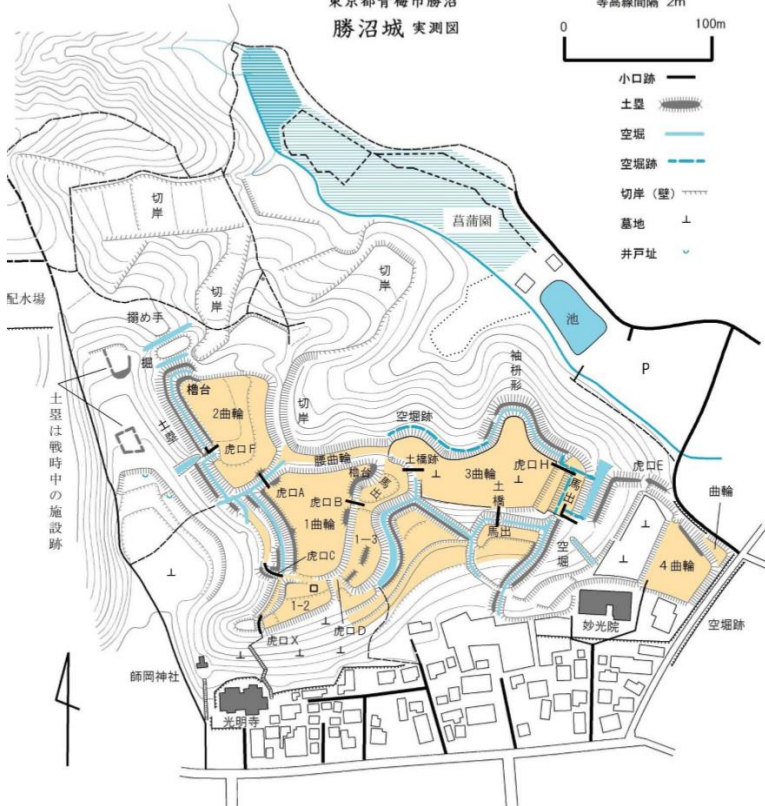 東京都青梅市勝沼
勝沼城 実測図
等高線間隔 2m
0
100m
小口跡
土塁
空堀
空堀跡
切岸（壁）
墓地
井戸址
切岸
菖蒲園
配水場
切岸
切岸
搦め手
堀
池
P
袖枡形
櫓台
土塁
2曲輪
虎口F
切岸
空堀跡
土塁は戦時中の施設跡
腰曲輪
土橋跡
3曲輪
虎口H
馬出
虎口E
曲輪
櫓台
馬出
虎口A
虎口B
土橋
1曲輪
1-3
馬出
空堀
4曲輪
虎口C
1-2
虎口D
虎口X
妙光院
空堀跡
師岡神社
光明寺